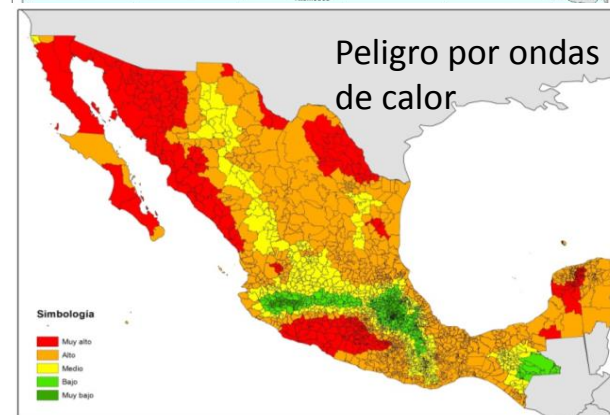 Peligro por ondas
de calor
Simbología
Muy alto
Alto
Medio
Bajo
Muy bajo